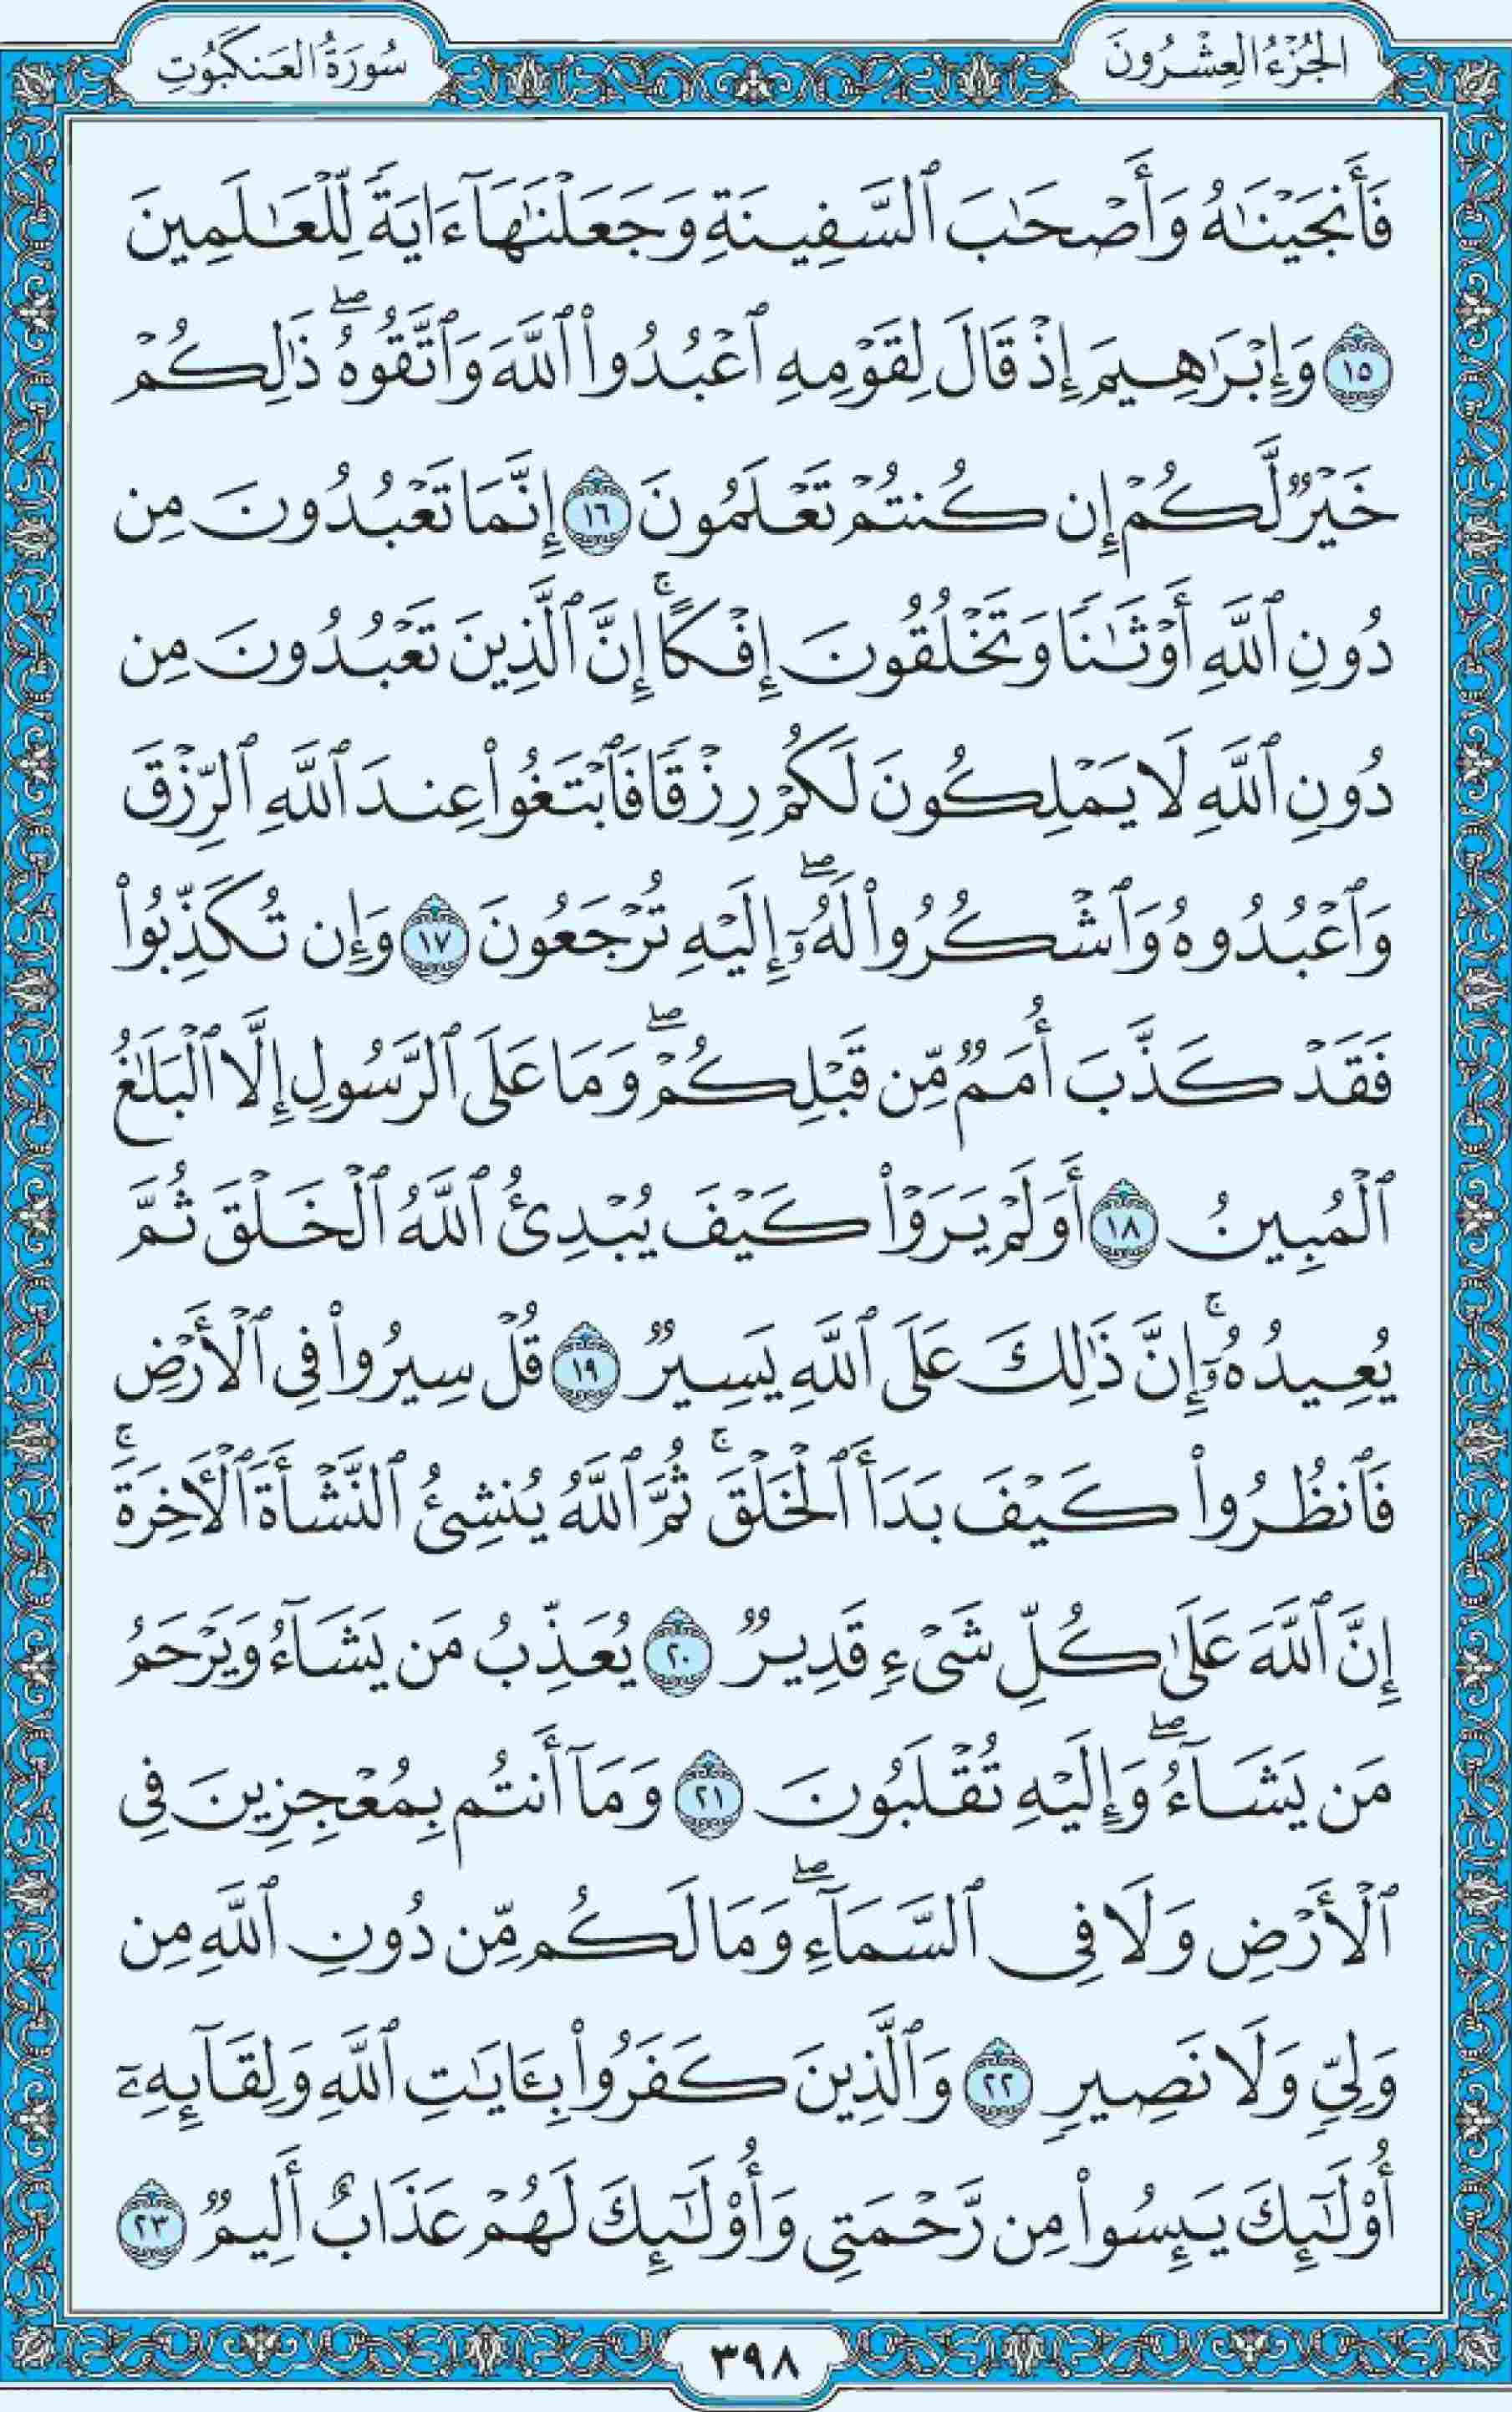 الجُزْءُ العِشْرُونَ
سُورَةُ العَنكَبُوتِ
فَأَنجَيْنَٰهُ وَأَصْحَٰبَ ٱلسَّفِينَةِ وَجَعَلْنَٰهَآ ءَايَةً لِّلْعَٰلَمِينَ
١٥ وَإِبْرَٰهِيمَ إِذْ قَالَ لِقَوْمِهِ ٱعْبُدُوا۟ ٱللَّهَ وَٱتَّقُوهُ ۖ ذَٰلِكُمْ
خَيْرٌ لَّكُمْ إِن كُنتُمْ تَعْلَمُونَ ١٦ إِنَّمَا تَعْبُدُونَ مِن
دُونِ ٱللَّهِ أَوْثَٰنًا وَتَخْلُقُونَ إِفْكًا ۚ إِنَّ ٱلَّذِينَ تَعْبُدُونَ مِن
دُونِ ٱللَّهِ لَا يَمْلِكُونَ لَكُمْ رِزْقًا فَٱبْتَغُوا۟ عِندَ ٱللَّهِ ٱلرِّزْقَ
وَٱعْبُدُوهُ وَٱشْكُرُوا۟ لَهُۥٓ ۖ إِلَيْهِ تُرْجَعُونَ ١٧ وَإِن تُكَذِّبُوا۟
فَقَدْ كَذَّبَ أُمَمٌ مِّن قَبْلِكُمْ ۖ وَمَا عَلَى ٱلرَّسُولِ إِلَّا ٱلْبَلَٰغُ
ٱلْمُبِينُ ١٨ أَوَلَمْ يَرَوْا۟ كَيْفَ يُبْدِئُ ٱللَّهُ ٱلْخَلْقَ ثُمَّ
يُعِيدُهُۥٓ ۚ إِنَّ ذَٰلِكَ عَلَى ٱللَّهِ يَسِيرٌ ١٩ قُلْ سِيرُوا۟ فِى ٱلْأَرْضِ
فَٱنظُرُوا۟ كَيْفَ بَدَأَ ٱلْخَلْقَ ۚ ثُمَّ ٱللَّهُ يُنشِئُ ٱلنَّشْأَةَ ٱلْءَاخِرَةَ ۚ
إِنَّ ٱللَّهَ عَلَىٰ كُلِّ شَىْءٍ قَدِيرٌ ٢٠ يُعَذِّبُ مَن يَشَآءُ وَيَرْحَمُ
مَن يَشَآءُ ۖ وَإِلَيْهِ تُقْلَبُونَ ٢١ وَمَآ أَنتُم بِمُعْجِزِينَ فِى
ٱلْأَرْضِ وَلَا فِى ٱلسَّمَآءِ ۖ وَمَا لَكُم مِّن دُونِ ٱللَّهِ مِن
وَلِىٍّ وَلَا نَصِيرٍ ٢٢ وَٱلَّذِينَ كَفَرُوا۟ بِـَٔايَٰتِ ٱللَّهِ وَلِقَآئِهِۦٓ
أُو۟لَٰٓئِكَ يَئِسُوا۟ مِن رَّحْمَتِى وَأُو۟لَٰٓئِكَ لَهُمْ عَذَابٌ أَلِيمٌ ٢٣
٣٩٨